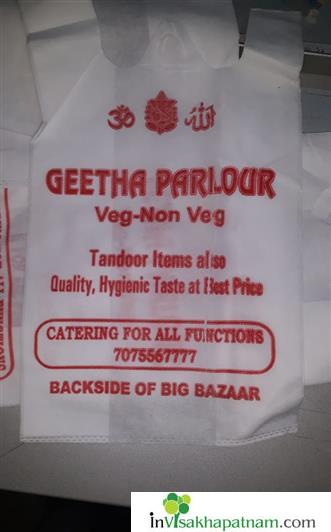 ॐ الله
GEETHA PARLOUR
Veg-Non Veg
Tandoor Items also
Quality, Hygienic Taste at Best Price
CATERING FOR ALL FUNCTIONS
7075567777
BACKSIDE OF BIG BAZAAR
inVisakhapatnam.com